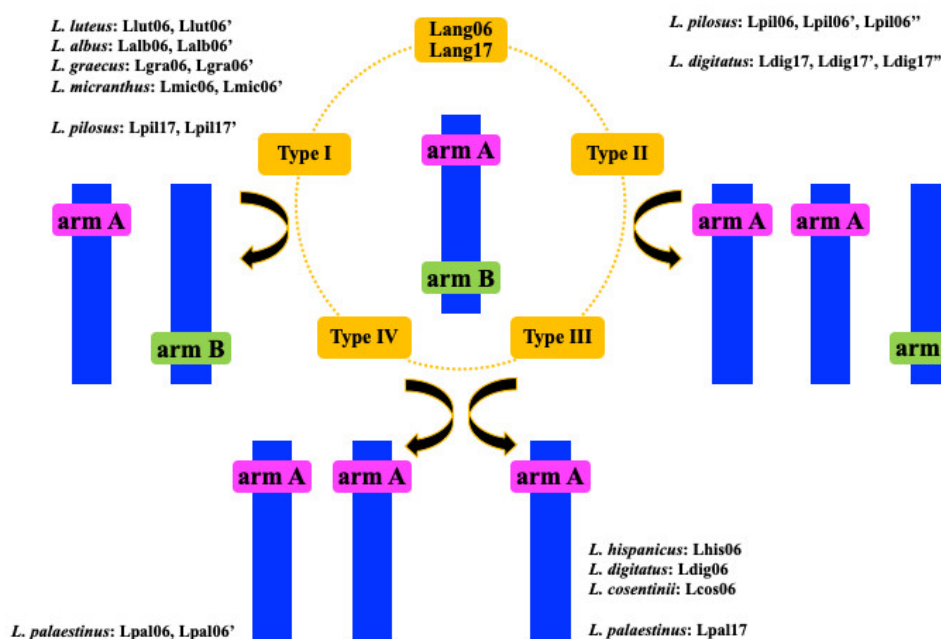 L. luteus: Llut06, Llut06’
L. albus: Lalb06, Lalb06’
L. graecus: Lgra06, Lgra06’
L. micranthus: Lmic06, Lmic06’
L. pilosus: Lpil17, Lpil17’
Lang06
Lang17
L. pilosus: Lpil06, Lpil06’, Lpil06”
L. digitatus: Ldig17, Ldig17’, Ldig17”
Type I
arm A
Type II
arm A
arm A
arm A
arm B
arm B
arm
Type IV
Type III
arm A
arm A
arm A
L. hispanicus: Lhis06
L. digitatus: Ldig06
L. cosentinii: Lcos06
L. palaestinus: Lpal06, Lpal06’
L. palaestinus: Lpal17